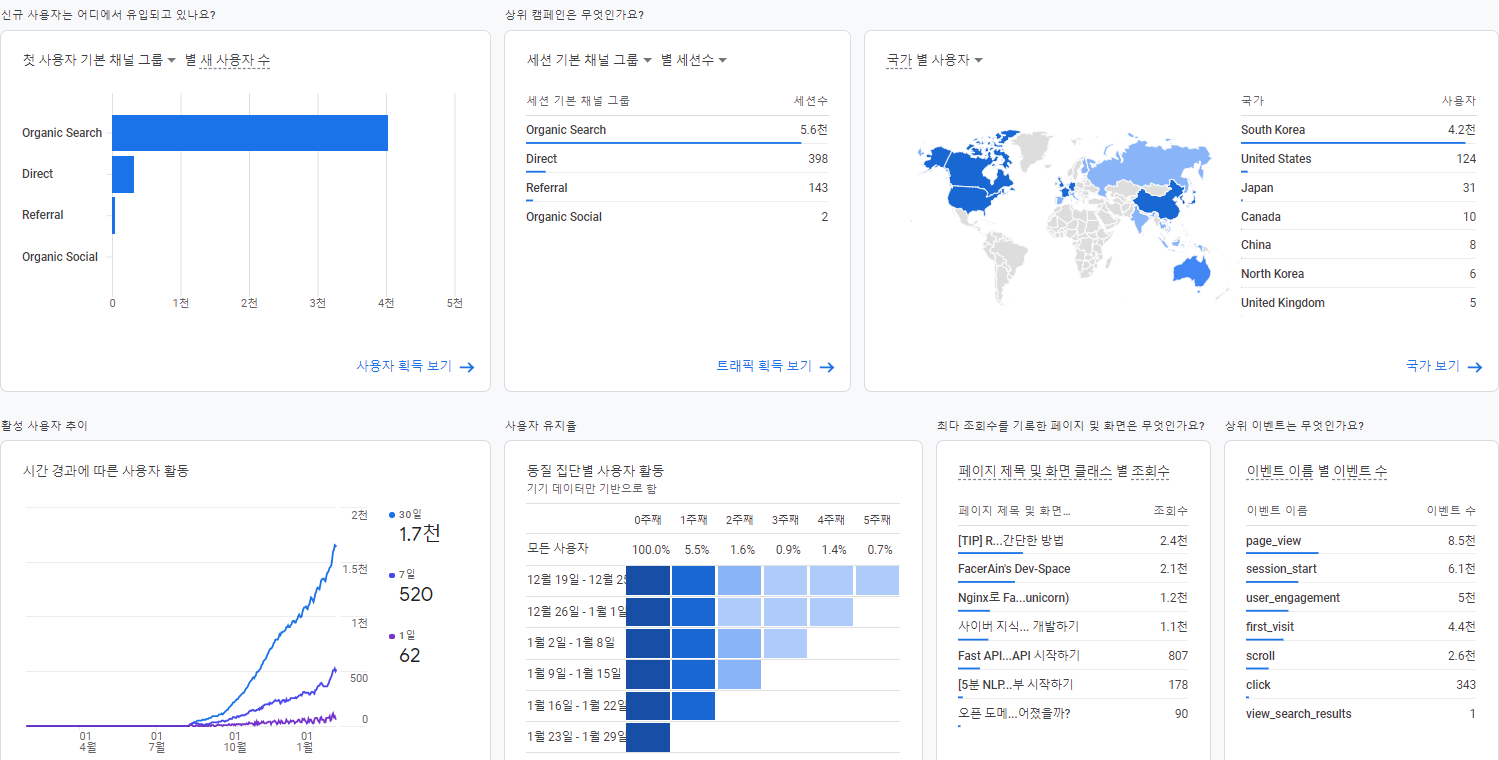 신규 사용자는 어디에서 유입되고 있나요?
첫 사용자 기본 채널 그룹 별 새 사용자 수
Organic Search
Direct
Referral
Organic Social
0 1천 2천 3천 4천 5천
사용자 획득 보기
상위 캠페인은 무엇인가요?
세션 기본 채널 그룹 별 세션수
세션 기본 채널 그룹 세션수
Organic Search 5.6천
Direct 398
Referral 143
Organic Social 2
트래픽 획득 보기
국가 별 사용자
국가 사용자
South Korea 4.2천
United States 124
Japan 31
Canada 10
China 8
North Korea 6
United Kingdom 5
국가 보기
활성 사용자 추이
시간 경과에 따른 사용자 활동
2천
1.5천
1천
500
0
01 01 01 01
4월 7월 10월 1월
30일
1.7천
7일
520
1일
62
사용자 유지율
동질 집단별 사용자 활동
기기 데이터만 기반으로 함
0주째 1주째 2주째 3주째 4주째 5주째
모든 사용자 100.0% 5.5% 1.6% 0.9% 1.4% 0.7%
12월 19일 - 12월 25
12월 26일 - 1월 1일
1월 2일 - 1월 8일
1월 9일 - 1월 15일
1월 16일 - 1월 22일
1월 23일 - 1월 29일
최다 조회수를 기록한 페이지 및 화면은 무엇인가요?
페이지 제목 및 화면 클래스 별 조회수
페이지 제목 및 화면... 조회수
[TIP] R...간단한 방법 2.4천
FacerAin's Dev-Space 2.1천
Nginx로 Fa...unicorn) 1.2천
사이버 지식... 개발하기 1.1천
Fast API...API 시작하기 807
[5분 NLP...부 시작하기 178
오픈 도메...어졌을까? 90
상위 이벤트는 무엇인가요?
이벤트 이름 별 이벤트 수
이벤트 이름 이벤트 수
page_view 8.5천
session_start 6.1천
user_engagement 5천
first_visit 4.4천
scroll 2.6천
click 343
view_search_results 1